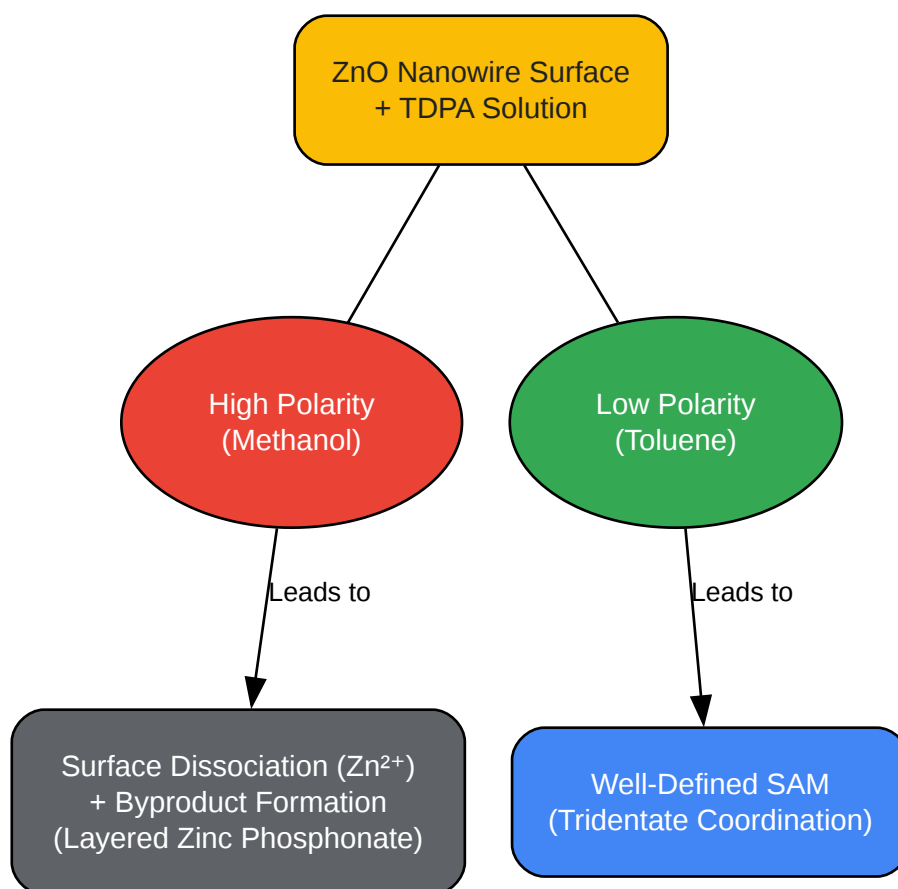 ZnO Nanowire Surface
+ TDPA Solution
High Polarity
(Methanol)
Low Polarity
(Toluene)
Leads to
Leads to
Surface Dissociation (Zn²⁺)
+ Byproduct Formation
(Layered Zinc Phosphonate)
Well-Defined SAM
(Tridentate Coordination)